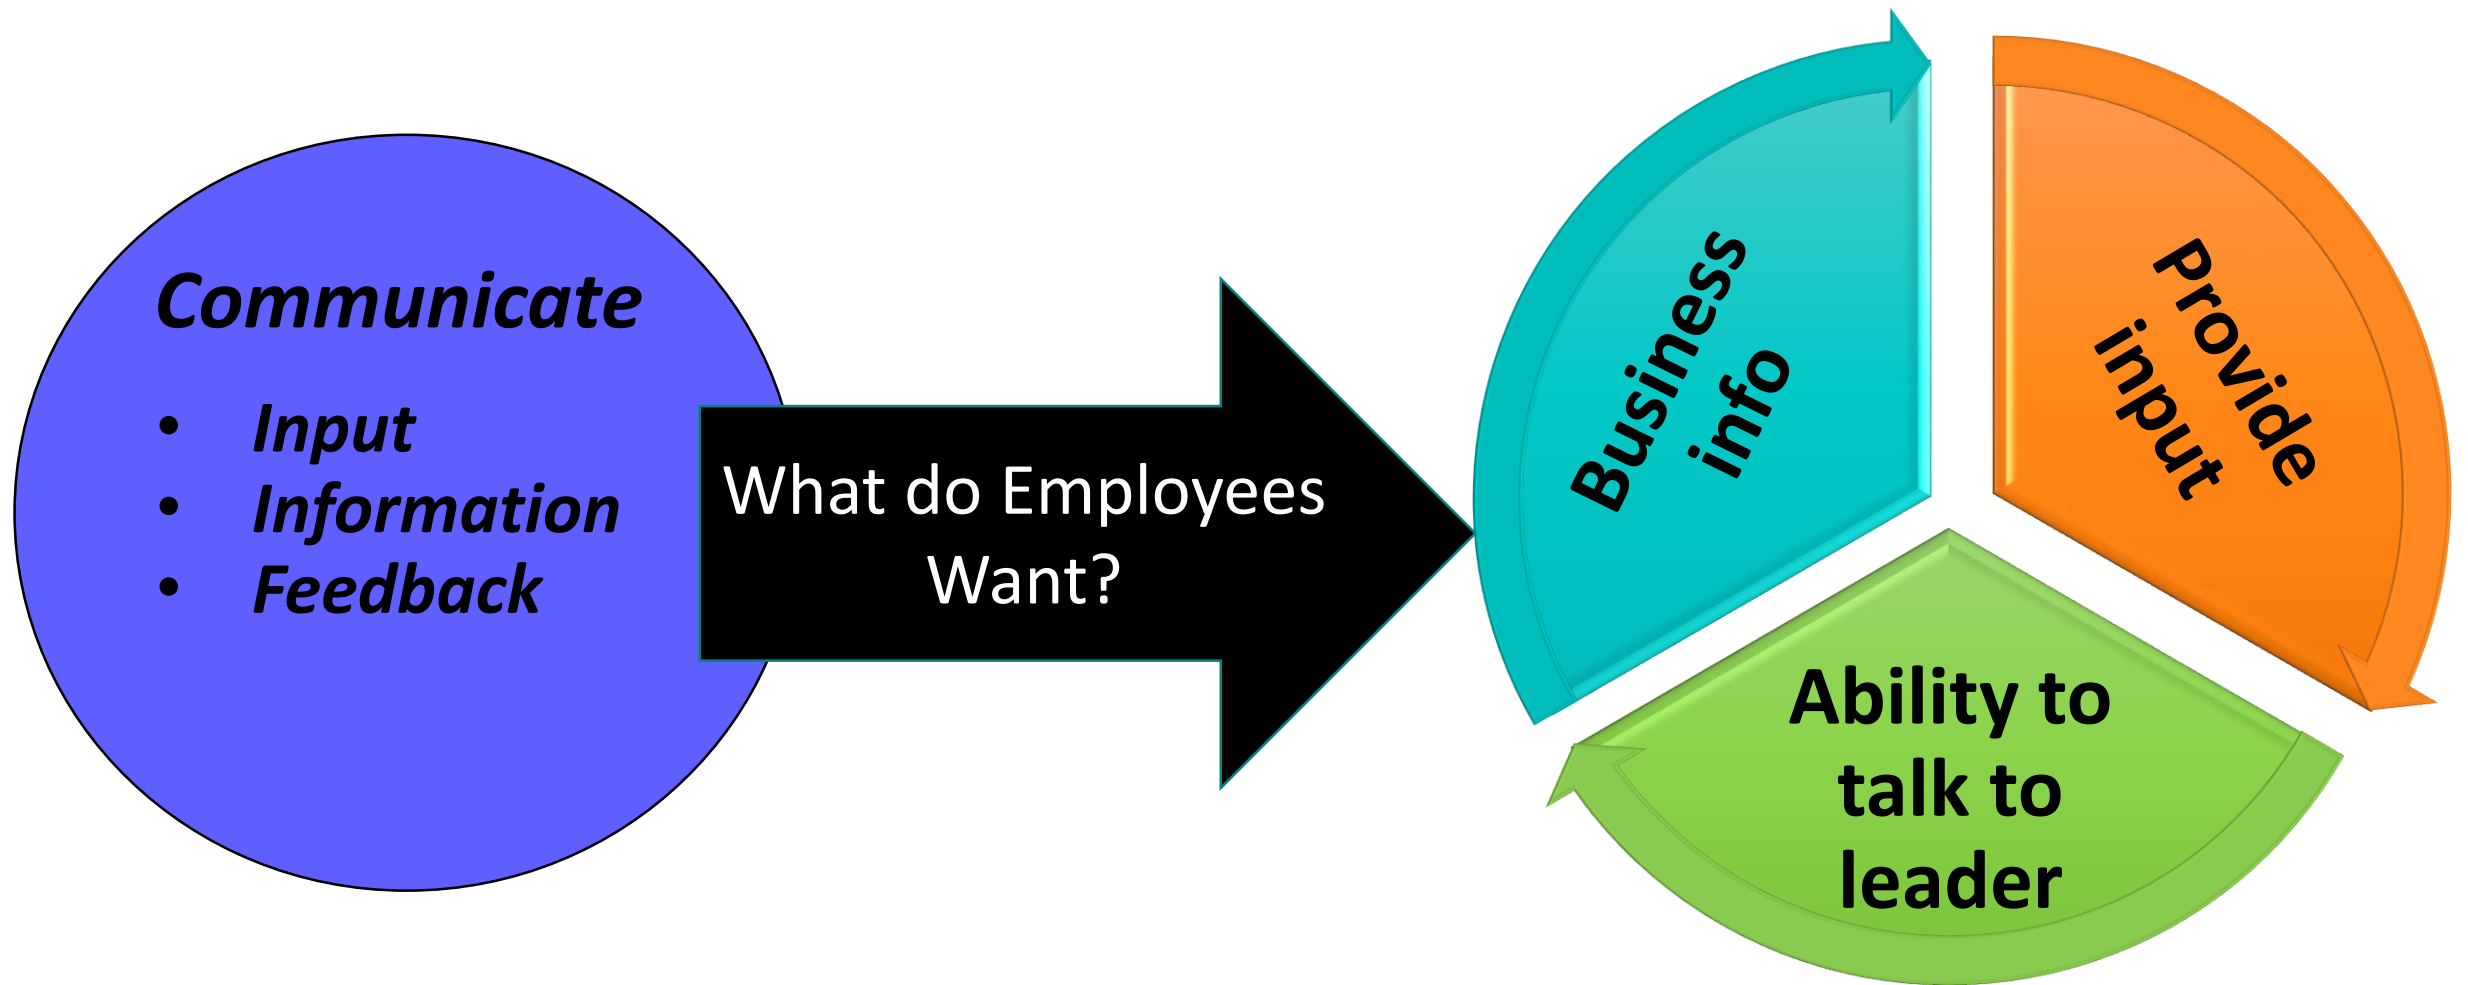 Communicate
• Input
• Information
• Feedback
What do Employees
Want?
Business
info
Provide
input
Ability to
talk to
leader